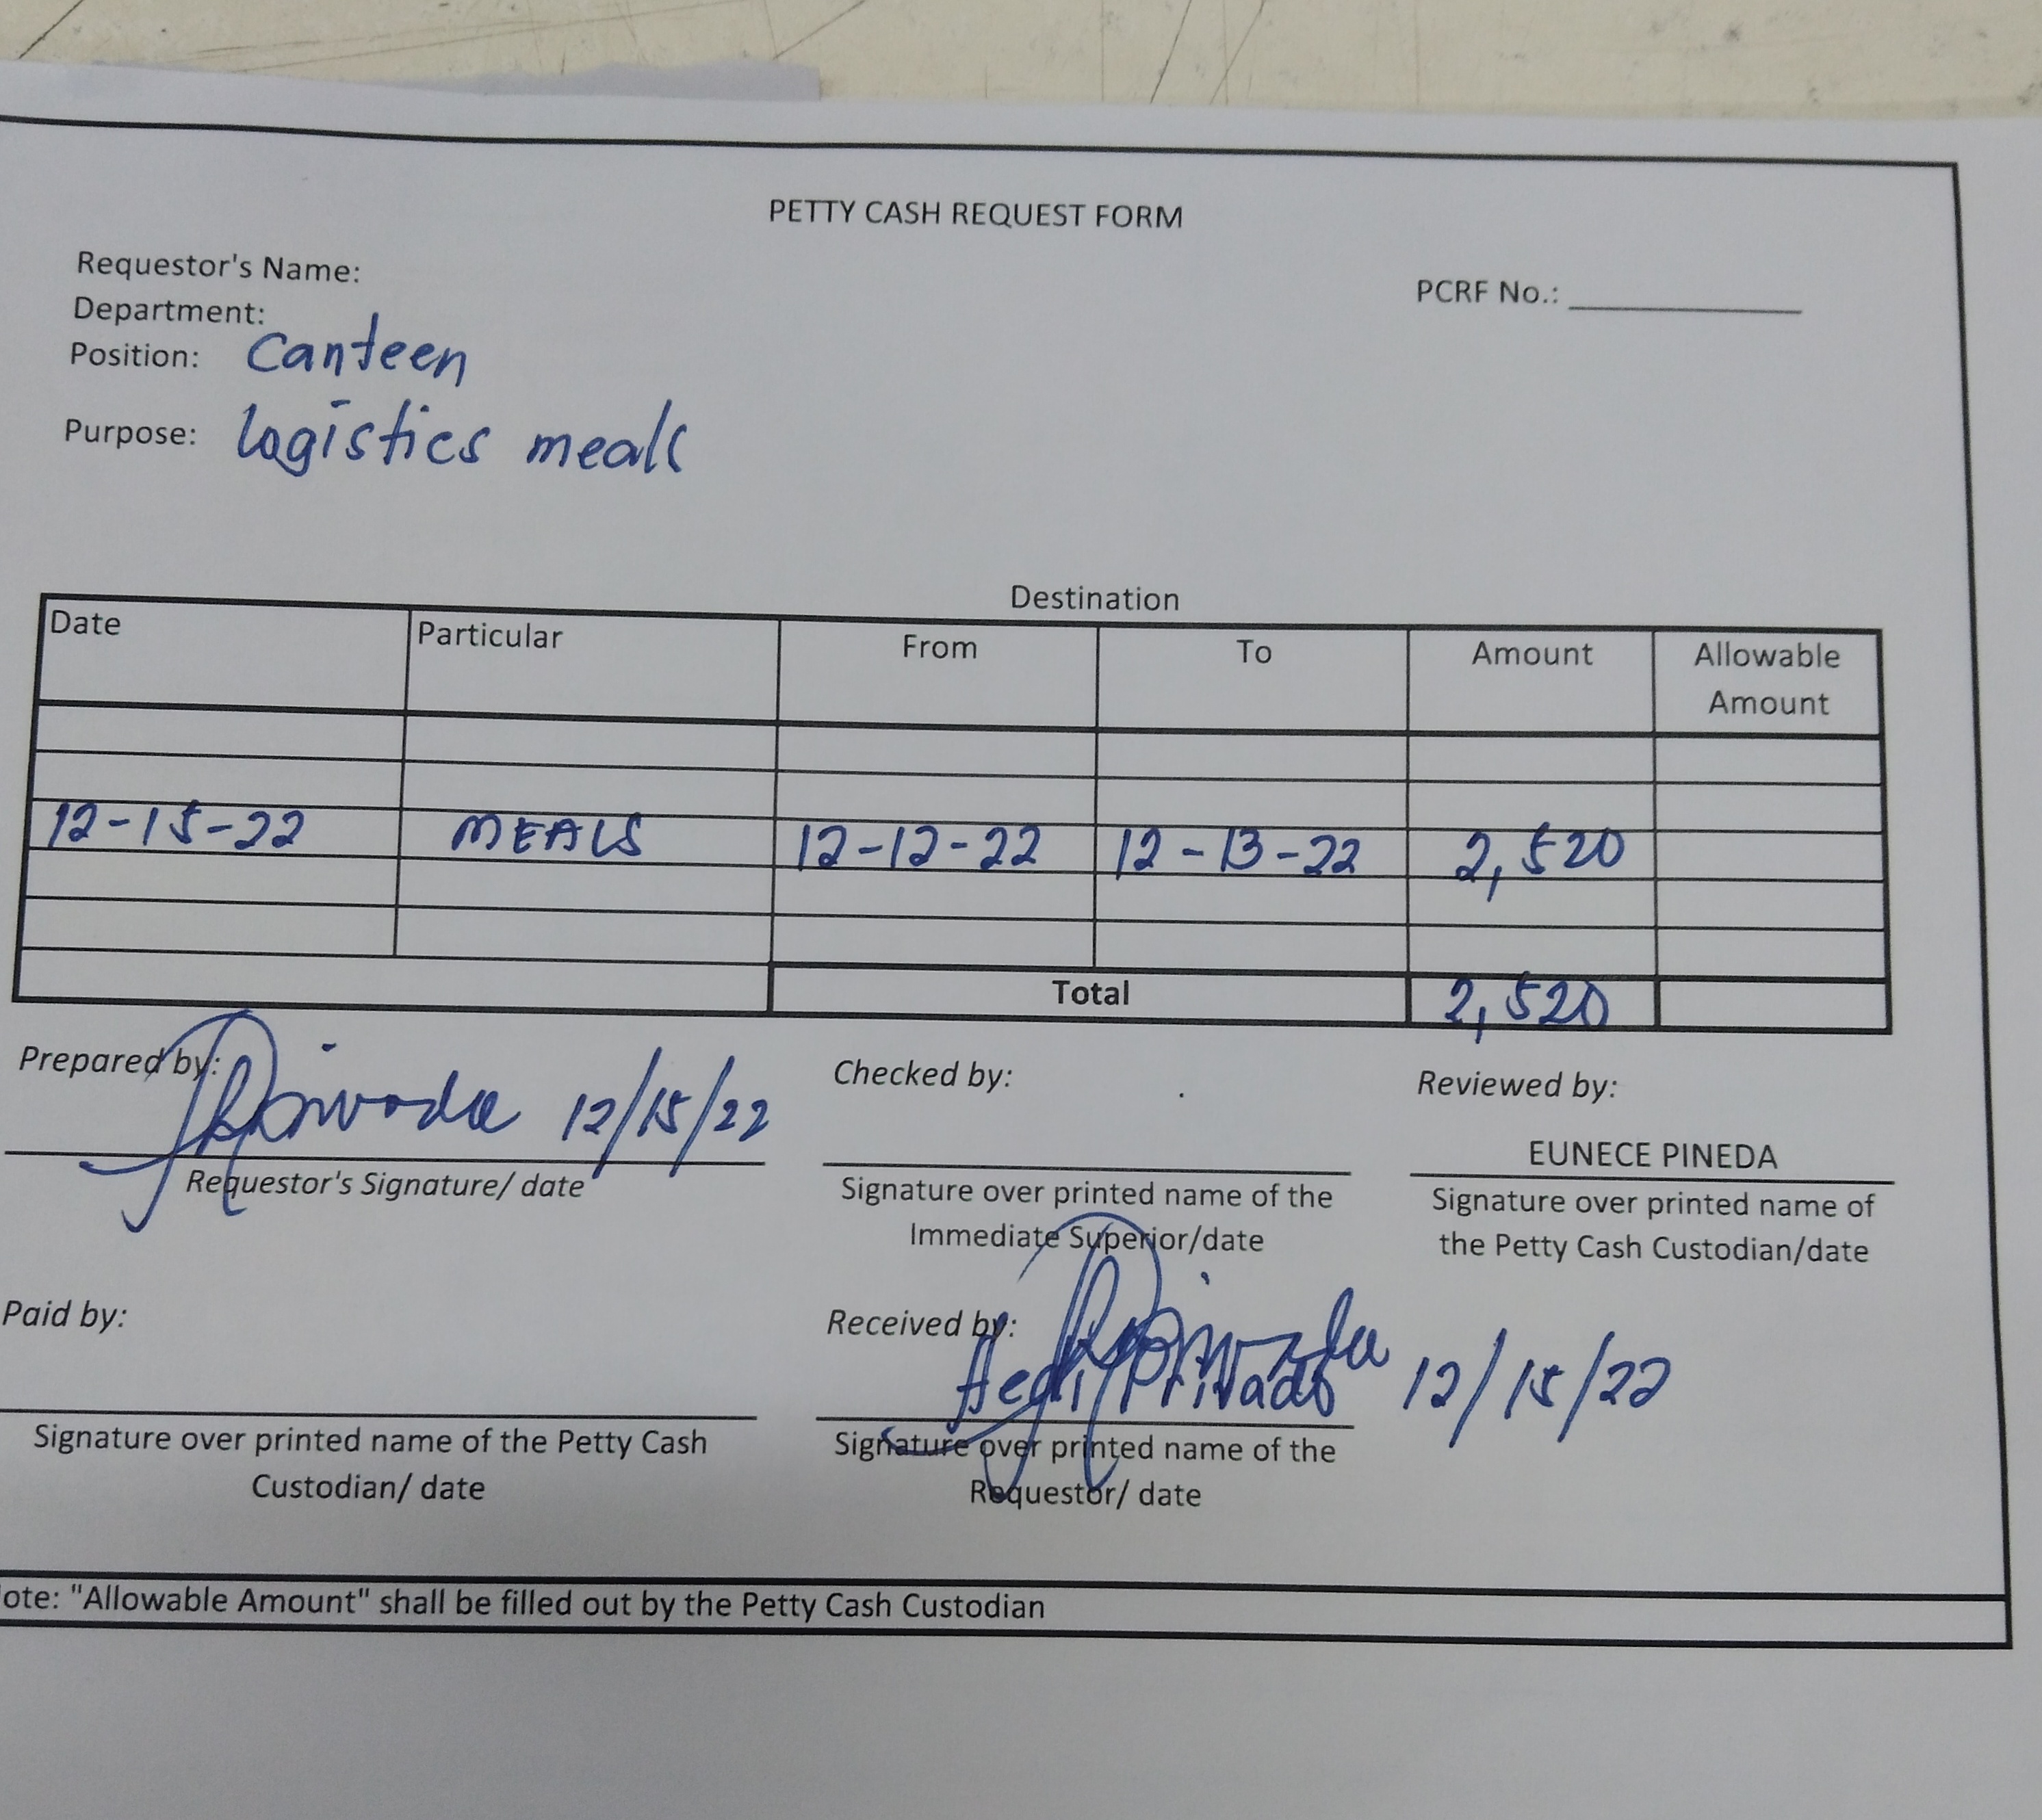 PETTY CASH REQUEST FORM
Requestor's Name:
PCRF No.:
Department:
Position: Canteen
Purpose: logistics meals
Destination
Date Particular From To Amount Allowable Amount
12-15-22 MEALS 12-12-22 12-13-22 2,520
Total 2,520
Prepared by: 12/15/22
Requestor's Signature/ date
Checked by:
Signature over printed name of the
Immediate Superior/date
Reviewed by:
EUNECE PINEDA
Signature over printed name of
the Petty Cash Custodian/date
Paid by:
Signature over printed name of the Petty Cash
Custodian/ date
Received by:
Privado 12/15/22
Signature over printed name of the
Requestor/ date
ote: "Allowable Amount" shall be filled out by the Petty Cash Custodian